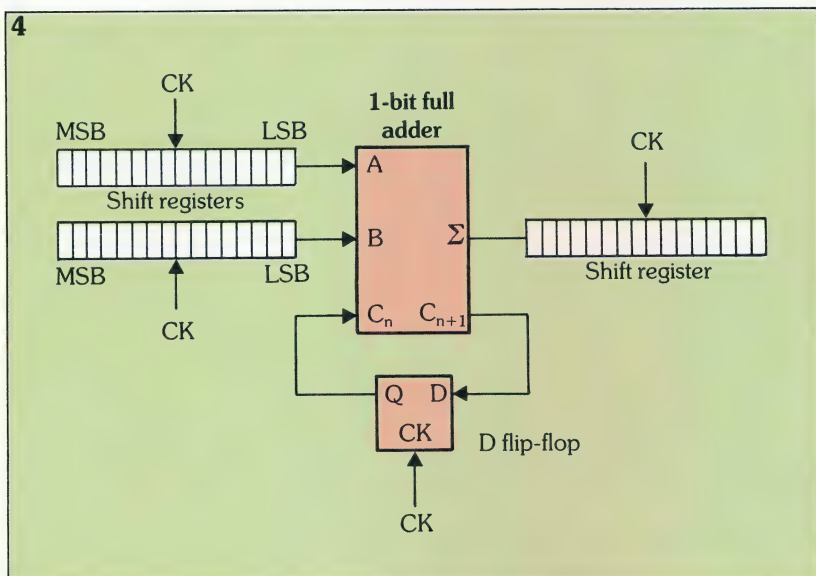 4
CK
1-bit full
adder
MSB LSB
CK
A
Shift registers
B
Σ
Shift register
MSB LSB
CK
Cn Cn+1
Q D
CK
D flip-flop
CK